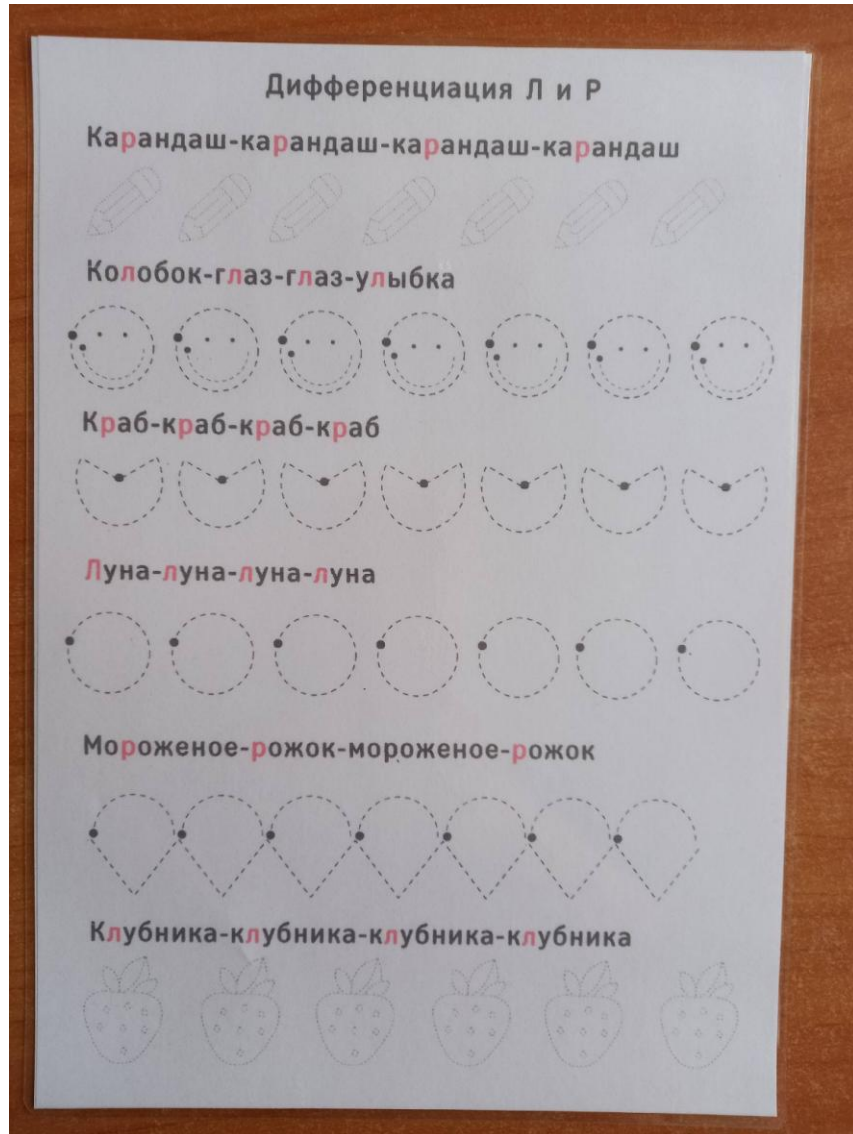 Дифференциация Л и Р
Карандаш-карандаш-карандаш-карандаш
Колобок-глаз-глаз-улыбка
Краб-краб-краб-краб
Луна-луна-луна-луна
Мороженое-рожок-мороженое-рожок
Клубника-клубника-клубника-клубника